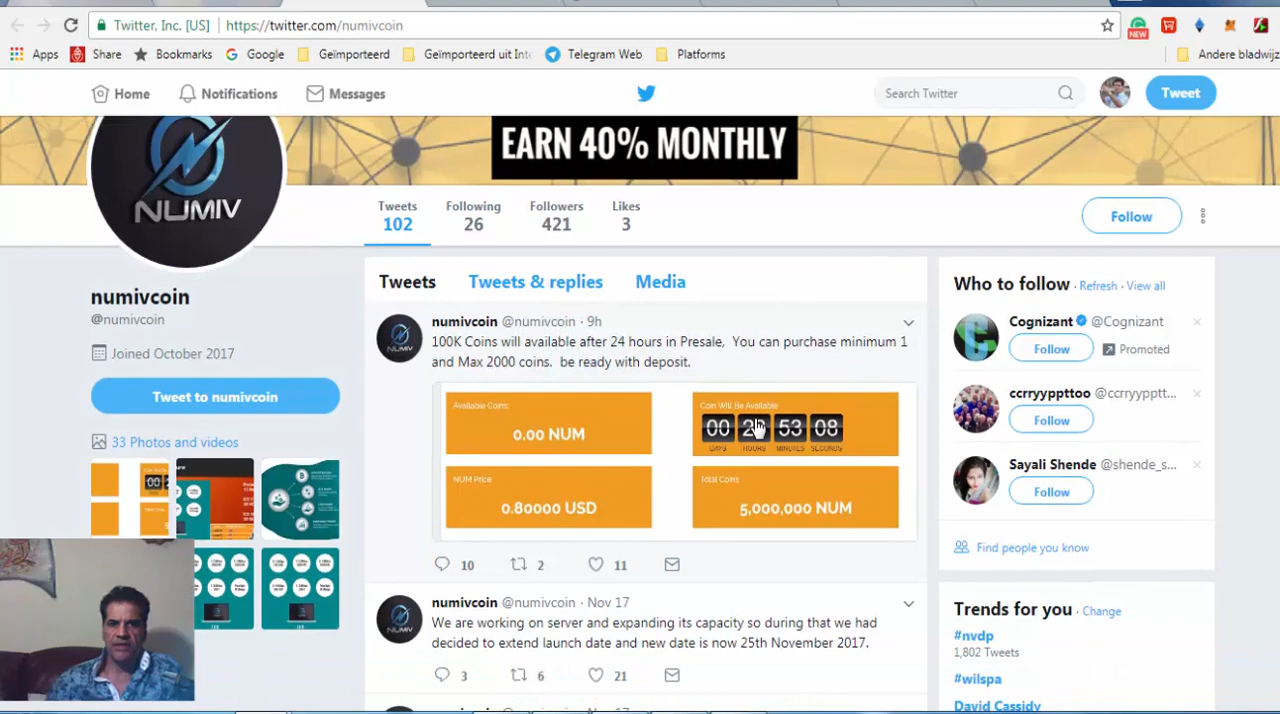 Twitter, Inc. [US]
https://twitter.com/numivcoin
NEW
Apps
Share
Bookmarks
Google
Geïmporteerd
Geïmporteerd uit Inte
Telegram Web
Platforms
Andere bladwijz
Home
Notifications
Messages
Search Twitter
Tweet
EARN 40% MONTHLY
NUMIV
Tweets
102
Following
26
Followers
421
Likes
3
Follow
numivcoin
@numivcoin
Joined October 2017
Tweet to numivcoin
33 Photos and videos
Tweets
Tweets & replies
Media
numivcoin @numivcoin · 9h
100K Coins will available after 24 hours in Presale, You can purchase minimum 1
and Max 2000 coins. be ready with deposit.
Available Coins:
0.00 NUM
Coin Will Be Available
00 53 08
DAYS HOURS MINUTES SECONDS
NUM Price
0.80000 USD
Total Coins
5,000,000 NUM
10
2
11
numivcoin @numivcoin · Nov 17
We are working on server and expanding its capacity so during that we had
decided to extend launch date and new date is now 25th November 2017.
3
6
21
Who to follow · Refresh · View all
Cognizant @Cognizant
Follow
Promoted
ccrryyppttoo @ccrryypptt...
Follow
Sayali Shende @shende_s...
Follow
Find people you know
Trends for you · Change
#nvdp
1,802 Tweets
#wilspa
David Cassidy